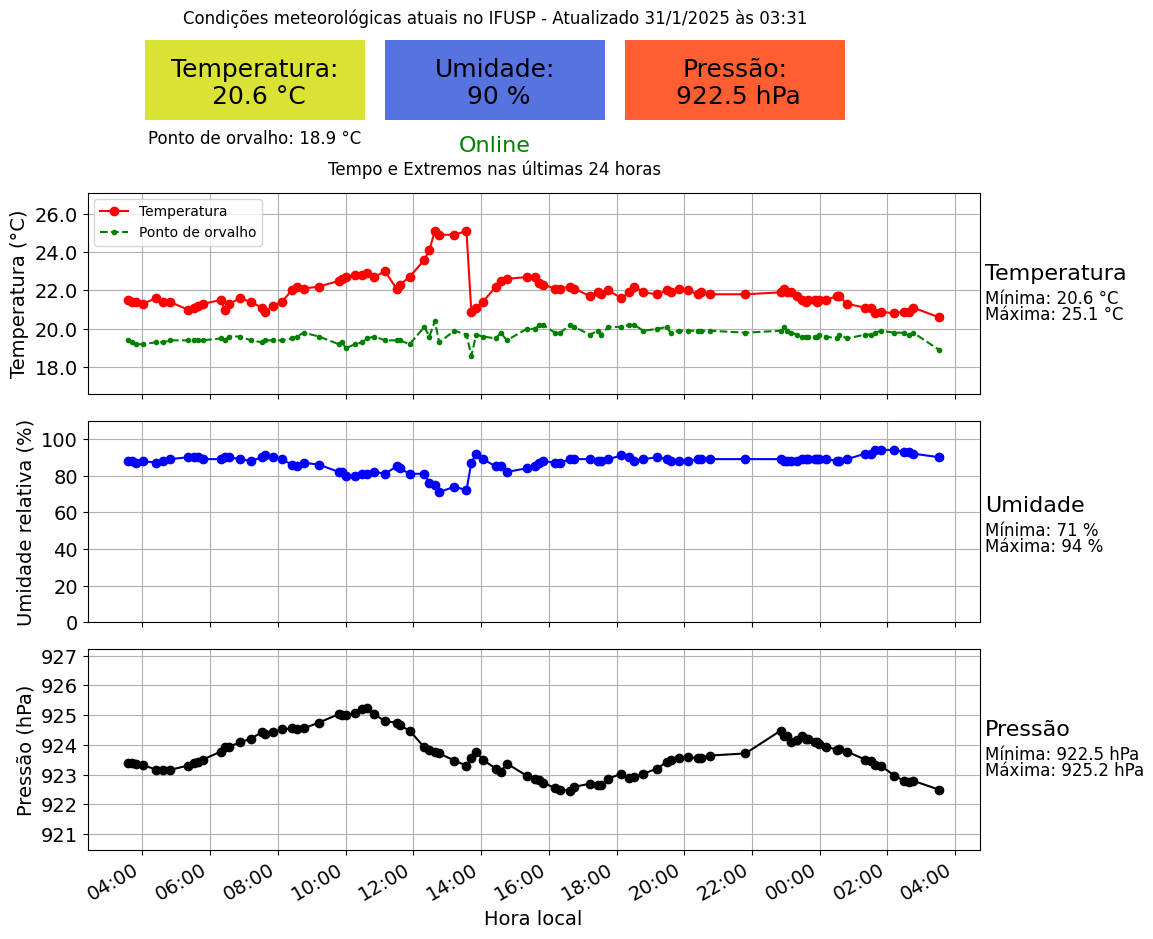 Condições meteorológicas atuais no IFUSP - Atualizado 31/1/2025 às 03:31
Temperatura:
20.6 °C
Umidade:
90 %
Pressão:
922.5 hPa
Ponto de orvalho: 18.9 °C
Online
Tempo e Extremos nas últimas 24 horas
Temperatura (°C)
26.0
24.0
22.0
20.0
18.0
Temperatura
Ponto de orvalho
Temperatura
Mínima: 20.6 °C
Máxima: 25.1 °C
Umidade relativa (%)
100
80
60
40
20
0
Umidade
Mínima: 71 %
Máxima: 94 %
Pressão (hPa)
927
926
925
924
923
922
921
Pressão
Mínima: 922.5 hPa
Máxima: 925.2 hPa
04:00 06:00 08:00 10:00 12:00 14:00 16:00 18:00 20:00 22:00 00:00 02:00 04:00
Hora local